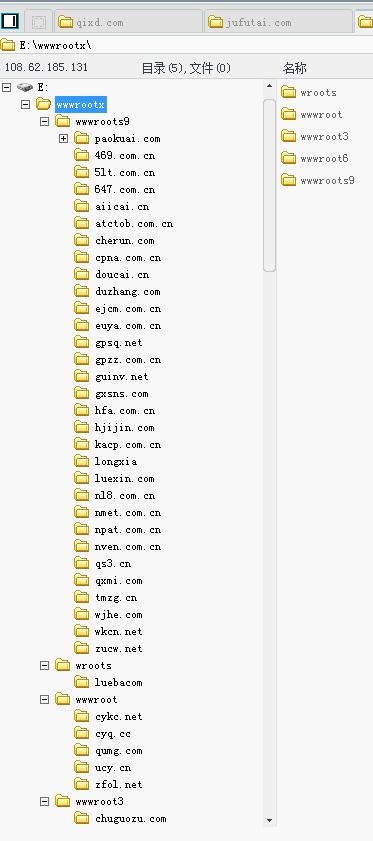 qixd.com
jufutai.com
E:\wwwrootx\
108.62.185.131 目录(5),文件(0) 名称
E:
wwwrootx
wwwroots9
paokuai.com
469.com.cn
5lt.com.cn
647.com.cn
aiicai.cn
atctob.com.cn
cherun.com
cpna.com.cn
doucai.cn
duzhang.com
ejcm.com.cn
euya.com.cn
gpsq.net
gpzz.com.cn
guinv.net
gxsns.com
hfa.com.cn
hjijin.com
kacp.com.cn
longxia
luexin.com
nl8.com.cn
nmet.com.cn
npat.com.cn
nven.com.cn
qs3.cn
qxmi.com
tmzg.cn
wjhe.com
wkcn.net
zucw.net
wroots
luebacom
wwwroot
cykc.net
cyq.cc
qumg.com
ucy.cn
zfol.net
wwwroot3
chuguozu.com
wroots
wwwroot
wwwroot3
wwwroot6
wwwroots9